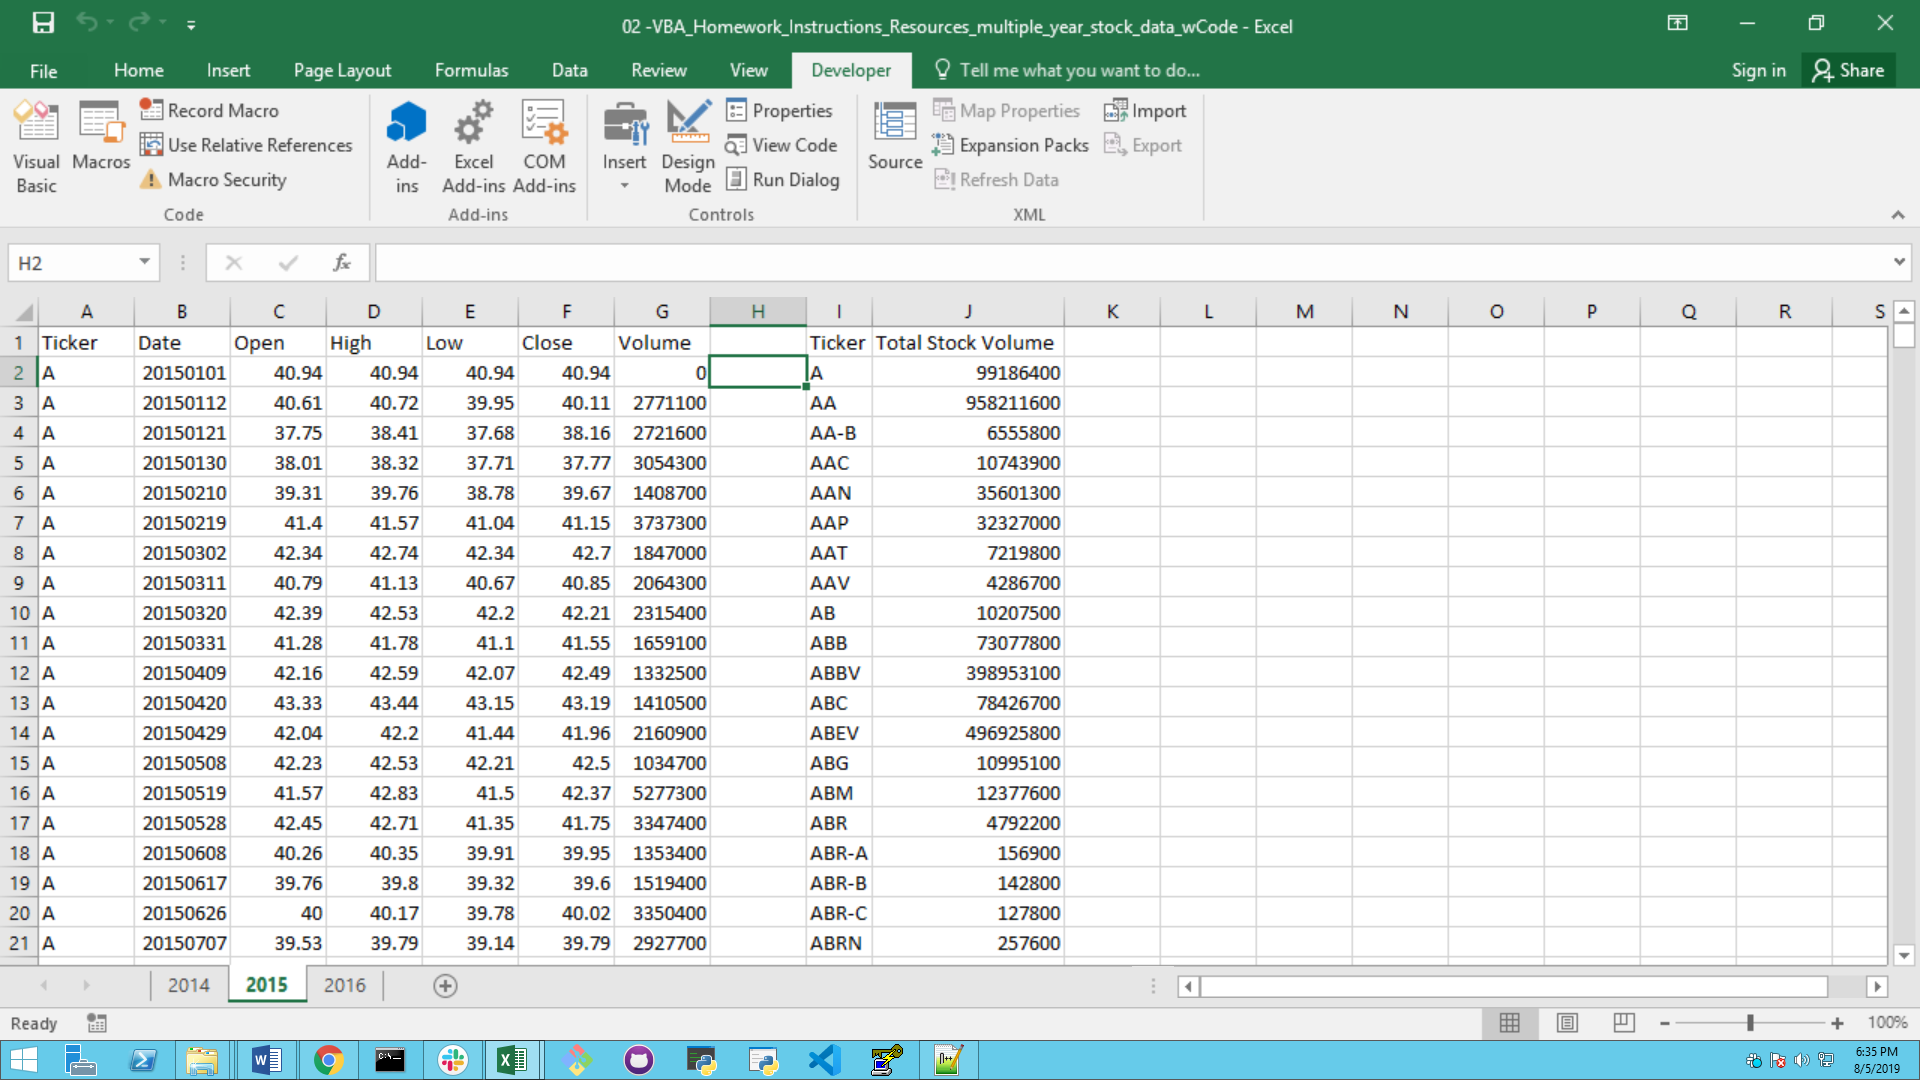 02 -VBA_Homework_Instructions_Resources_multiple_year_stock_data_wCode - Excel
File Home Insert Page Layout Formulas Data Review View Developer Tell me what you want to do... Sign in Share
Visual Basic
Macros
Record Macro
Use Relative References
Macro Security
Code
Add-ins
Excel Add-ins
COM Add-ins
Add-ins
Insert
Design Mode
Properties
View Code
Run Dialog
Controls
Source
Map Properties
Expansion Packs
Refresh Data
Import
Export
XML
H2
fx
A B C D E F G H I J K L M N O P Q R S
1 Ticker Date Open High Low Close Volume Ticker Total Stock Volume
2 A 20150101 40.94 40.94 40.94 40.94 0 A 99186400
3 A 20150112 40.61 40.72 39.95 40.11 2771100 AA 958211600
4 A 20150121 37.75 38.41 37.68 38.16 2721600 AA-B 6555800
5 A 20150130 38.01 38.32 37.71 37.77 3054300 AAC 10743900
6 A 20150210 39.31 39.76 38.78 39.67 1408700 AAN 35601300
7 A 20150219 41.4 41.57 41.04 41.15 3737300 AAP 32327000
8 A 20150302 42.34 42.74 42.34 42.7 1847000 AAT 7219800
9 A 20150311 40.79 41.13 40.67 40.85 2064300 AAV 4286700
10 A 20150320 42.39 42.53 42.2 42.21 2315400 AB 10207500
11 A 20150331 41.28 41.78 41.1 41.55 1659100 ABB 73077800
12 A 20150409 42.16 42.59 42.07 42.49 1332500 ABBV 398953100
13 A 20150420 43.33 43.44 43.15 43.19 1410500 ABC 78426700
14 A 20150429 42.04 42.2 41.44 41.96 2160900 ABEV 496925800
15 A 20150508 42.23 42.53 42.21 42.5 1034700 ABG 10995100
16 A 20150519 41.57 42.83 41.5 42.37 5277300 ABM 12377600
17 A 20150528 42.45 42.71 41.35 41.75 3347400 ABR 4792200
18 A 20150608 40.26 40.35 39.91 39.95 1353400 ABR-A 156900
19 A 20150617 39.76 39.8 39.32 39.6 1519400 ABR-B 142800
20 A 20150626 40 40.17 39.78 40.02 3350400 ABR-C 127800
21 A 20150707 39.53 39.79 39.14 39.79 2927700 ABRN 257600
2014 2015 2016
Ready 100%
6:35 PM
8/5/2019